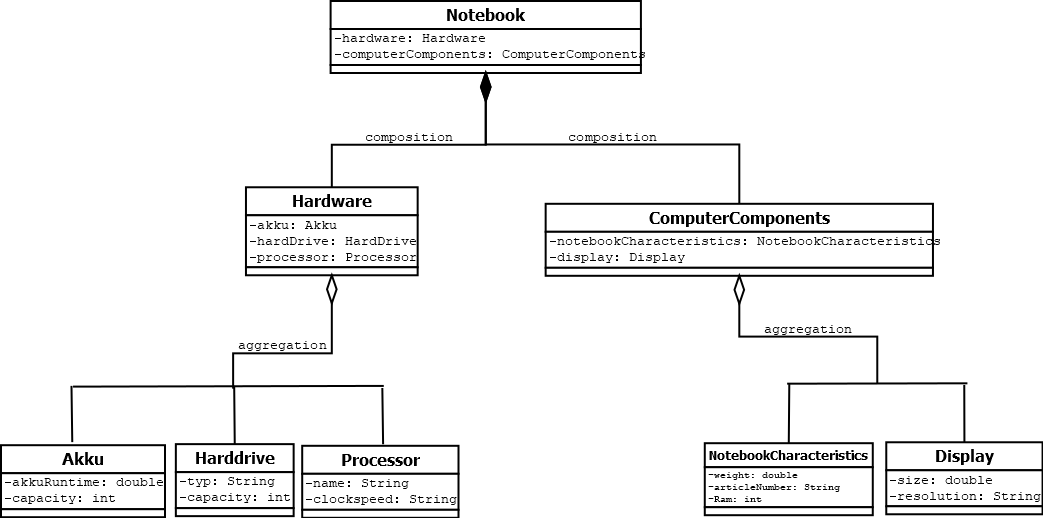 Notebook
-hardware: Hardware
-computerComponents: ComputerComponents
composition
composition
Hardware
-akku: Akku
-hardDrive: HardDrive
-processor: Processor
ComputerComponents
-notebookCharacteristics: NotebookCharacteristics
-display: Display
aggregation
aggregation
Akku
-akkuRuntime: double
-capacity: int
Harddrive
-typ: String
-capacity: int
Processor
-name: String
-clockspeed: String
NotebookCharacteristics
-weight: double
-articleNumber: String
-Ram: int
Display
-size: double
-resolution: String